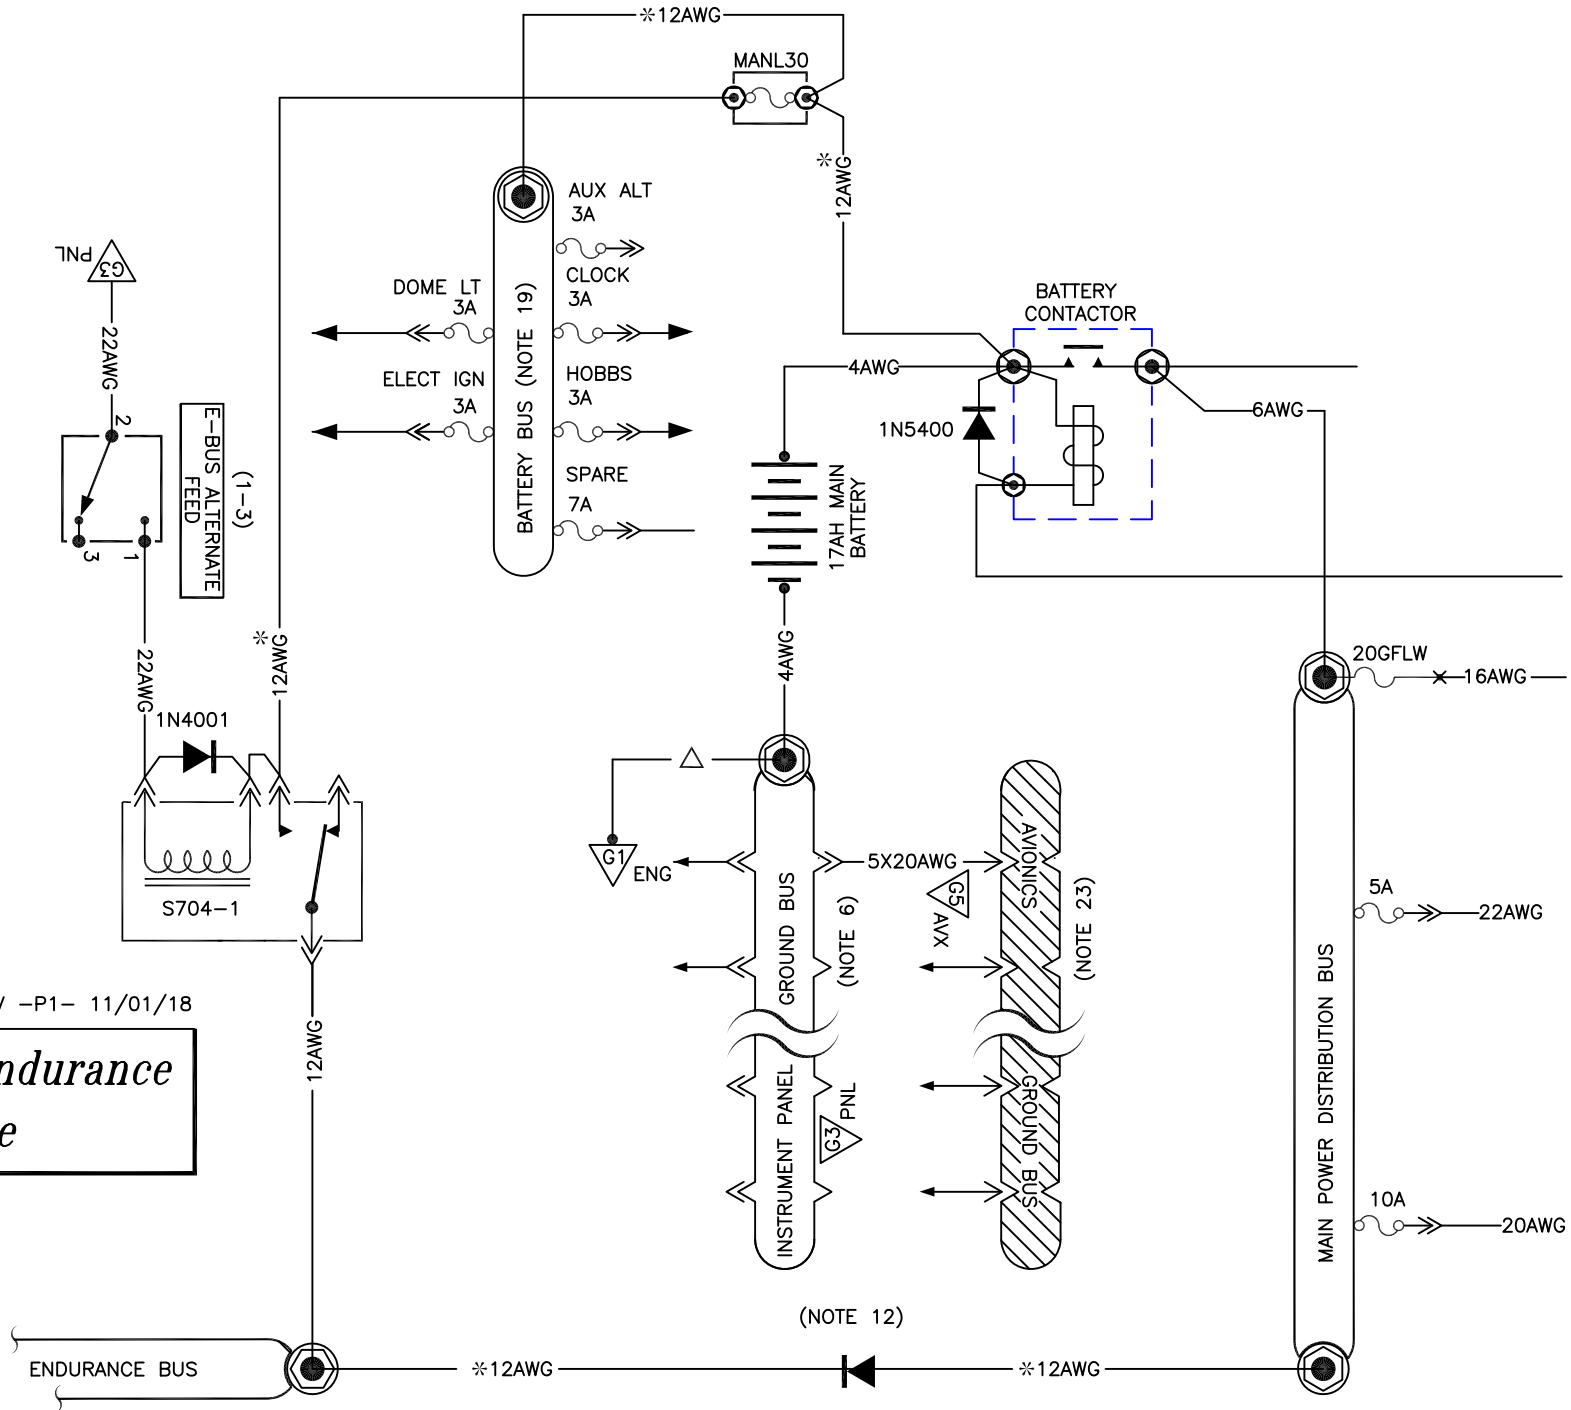 *12AWG
MANL30
*12AWG
AUX ALT
3A
CLOCK
3A
DOME LT
3A
ELECT IGN
3A
HOBBS
3A
SPARE
7A
BATTERY BUS (NOTE 19)
PNL
G3
22AWG
2
3
1
E-BUS ALTERNATE
FEED
(1-3)
22AWG
*12AWG
1N4001
S704-1
-P1- 11/01/18
ndurance
e
12AWG
ENDURANCE BUS
BATTERY
CONTACTOR
4AWG
1N5400
6AWG
17AH MAIN
BATTERY
4AWG
G1
ENG
GROUND BUS
INSTRUMENT PANEL
(NOTE 6)
G3
PNL
5X20AWG
G5
AVX
AVIONICS
GROUND BUS
(NOTE 23)
20GFLW
16AWG
5A
22AWG
10A
20AWG
MAIN POWER DISTRIBUTION BUS
(NOTE 12)
*12AWG
*12AWG